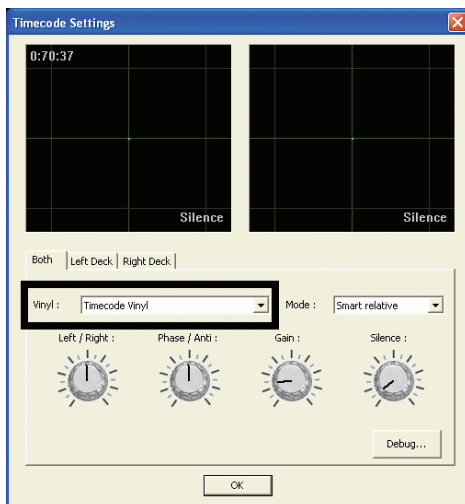 Timecode Settings
0:70:37
Silence
Silence
Both Left Deck Right Deck
Vinyl : Timecode Vinyl Mode : Smart relative
Left / Right : Phase / Anti : Gain : Silence :
Debug...
OK